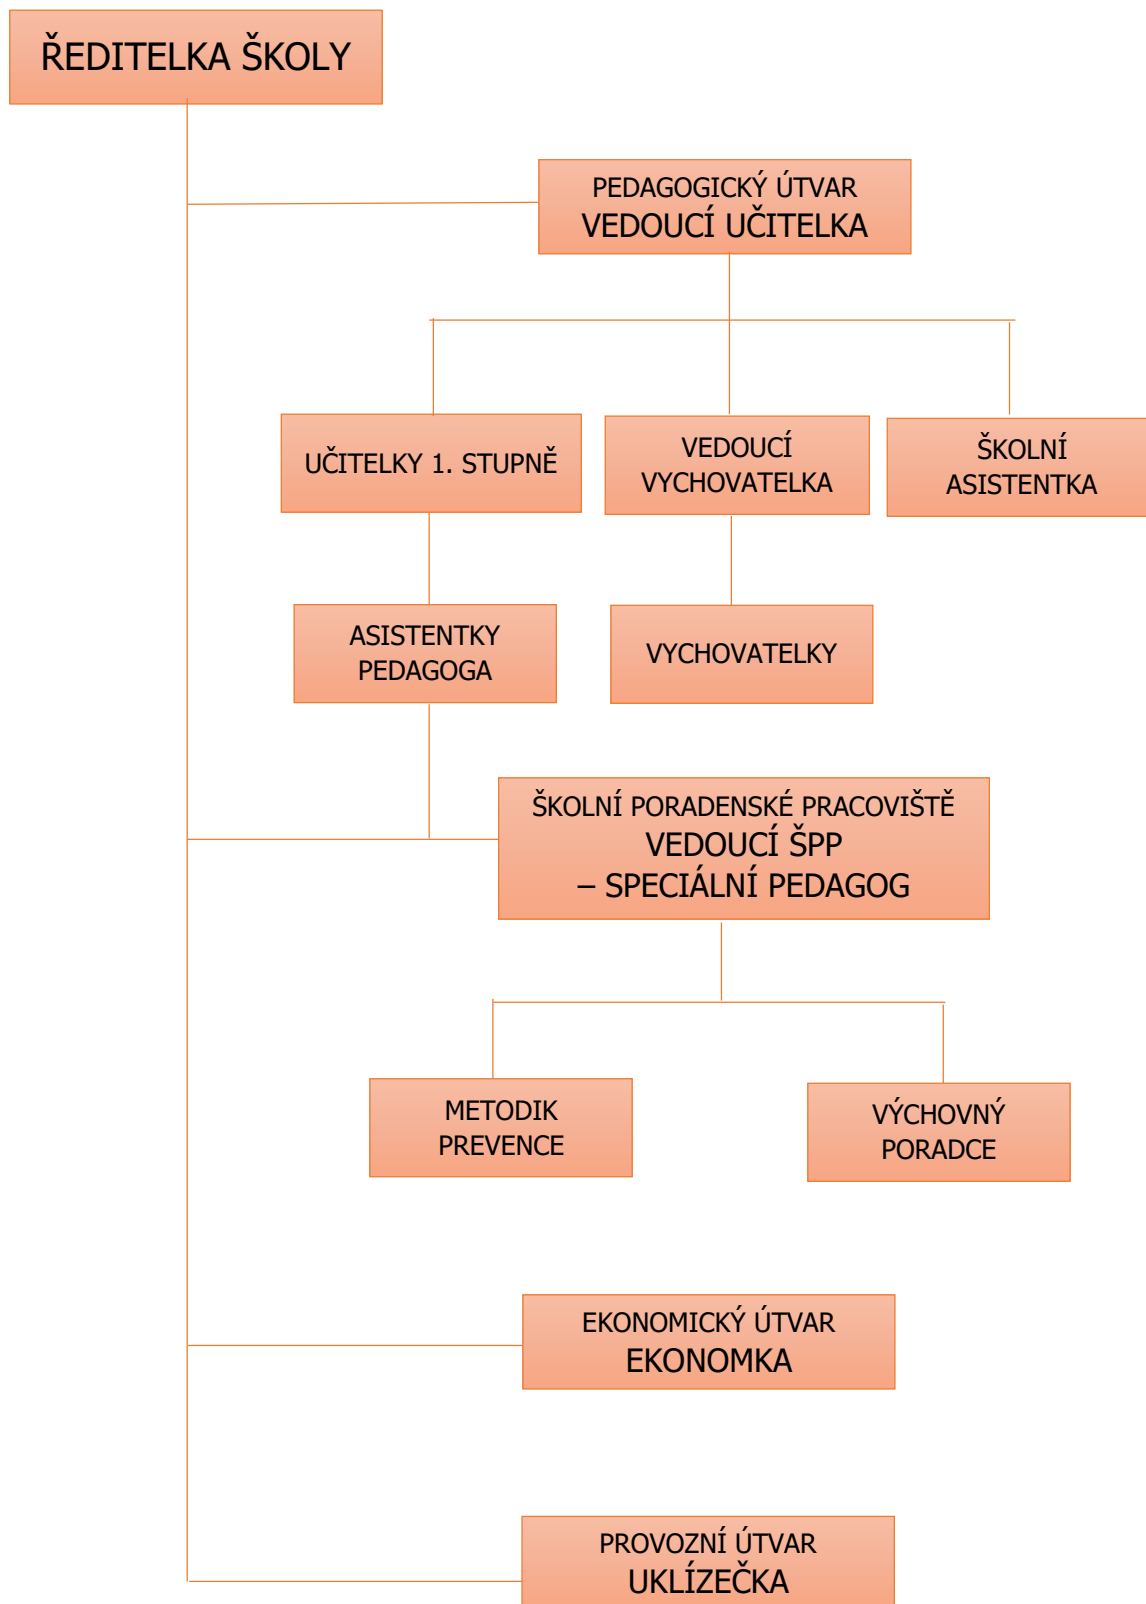 ŘEDITELKA ŠKOLY
PEDAGOGICKÝ ÚTVAR
VEDOUCÍ UČITELKA
UČITELKY 1. STUPNĚ
VEDOUCÍ
VYCHOVATELKA
ŠKOLNÍ
ASISTENTKA
ASISTENTKY
PEDAGOGA
VYCHOVATELKY
ŠKOLNÍ PORADENSKÉ PRACOVIŠTĚ
VEDOUCÍ ŠPP
– SPECIÁLNÍ PEDAGOG
METODIK
PREVENCE
VÝCHOVNÝ
PORADCE
EKONOMICKÝ ÚTVAR
EKONOMKA
PROVOZNÍ ÚTVAR
UKLÍZEČKA